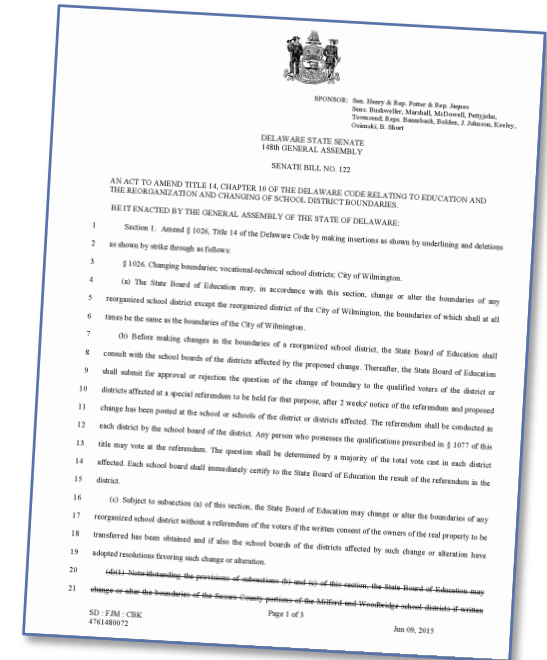 SPONSOR: Sen. Henry & Rep. Potter & Rep. Jaques
Sens. Bushweller, Marshall, McDowell, Pettyjohn,
Townsend; Reps. Baumbach, Bolden, J. Johnson, Keeley,
Osienski, B. Short
DELAWARE STATE SENATE
148th GENERAL ASSEMBLY
SENATE BILL NO. 122
AN ACT TO AMEND TITLE 14, CHAPTER 10 OF THE DELAWARE CODE RELATING TO EDUCATION AND
THE REORGANIZATION AND CHANGING OF SCHOOL DISTRICT BOUNDARIES.
BE IT ENACTED BY THE GENERAL ASSEMBLY OF THE STATE OF DELAWARE:
1 Section 1. Amend § 1026, Title 14 of the Delaware Code by making insertions as shown by underlining and deletions
2 as shown by strike through as follows:
3 § 1026. Changing boundaries; vocational-technical school districts; City of Wilmington.
4 (a) The State Board of Education may, in accordance with this section, change or alter the boundaries of any
5 reorganized school district except the reorganized district of the City of Wilmington, the boundaries of which shall at all
6 times be the same as the boundaries of the City of Wilmington.
7 (b) Before making changes in the boundaries of a reorganized school district, the State Board of Education shall
8 consult with the school boards of the districts affected by the proposed change. Thereafter, the State Board of Education
9 shall submit for approval or rejection the question of the change of boundary to the qualified voters of the district or
10 districts affected at a special referendum to be held for that purpose, after 2 weeks' notice of the referendum and proposed
11 change has been posted at the school or schools of the district or districts affected. The referendum shall be conducted in
12 each district by the school board of the district. Any person who possesses the qualifications prescribed in § 1077 of this
13 title may vote at the referendum. The question shall be determined by a majority of the total vote cast in each district
14 affected. Each school board shall immediately certify to the State Board of Education the result of the referendum in the
15 district.
16 (c) Subject to subsection (a) of this section, the State Board of Education may change or alter the boundaries of any
17 reorganized school district without a referendum of the voters if the written consent of the owners of the real property to be
18 transferred has been obtained and if also the school boards of the districts affected by such change or alteration have
19 adopted resolutions favoring such change or alteration.
20 (d)(1) Notwithstanding the provisions of subsections (b) and (c) of this section, the State Board of Education may
21 change or alter the boundaries of the Sussex County portions of the Milford and Woodbridge school districts if written
SD : FJM : CBK
4761480072
Page 1 of 3
Jun 09, 2015